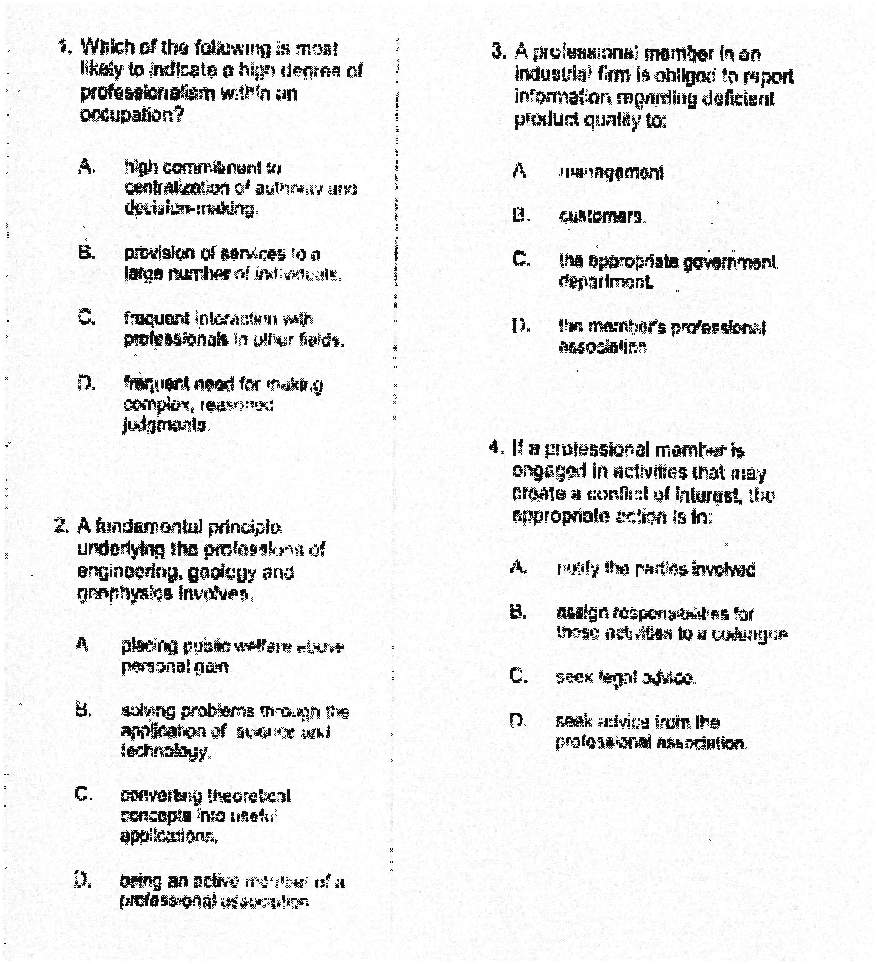 1. Which of the following is most
likely to indicate a high degree of
professionalism within an
occupation?
A. high commitment to
centralization of authority and
decision-making.
B. provision of services to a
large number of individuals.
C. frequent interaction with
professionals in other fields.
D. frequent need for making
complex, reasoned
judgments.
2. A fundamental principle
underlying the professions of
engineering, geology and
geophysics involves.
A placing public welfare above
personal gain
B. solving problems through the
application of science and
technology.
C. converting theoretical
concepts into useful
applications.
D. being an active member of a
professional association
3. A professional member in an
industrial firm is obliged to report
information regarding deficient
product quality to:
A management
B. customers.
C. the appropriate government
department.
D. the member's professional
association
4. If a professional member is
engaged in activities that may
create a conflict of interest, the
appropriate action is in:
A. notify the parties involved
B. assign responsibilities for
these activities to a colleague
C. seek legal advice.
D. seek advice from the
professional association.